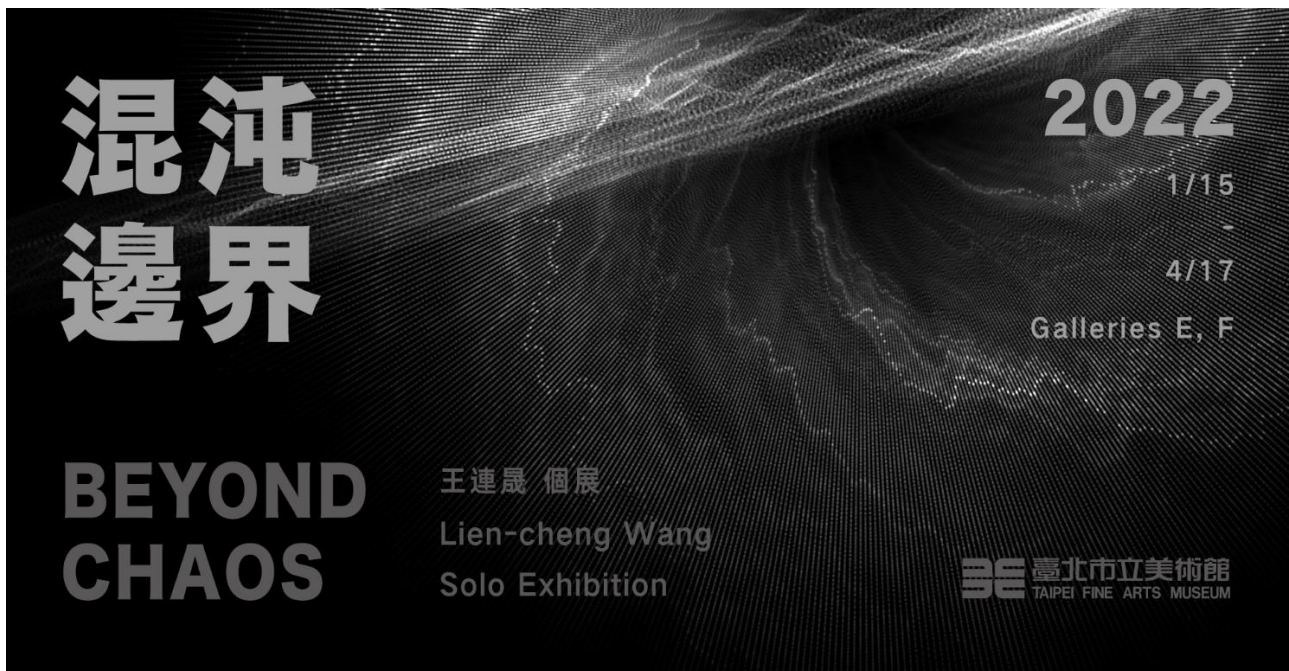 混沌
邊界
2022
1/15
-
4/17
Galleries E, F
BEYOND
CHAOS
王連晟 個展
Lien-cheng Wang
Solo Exhibition
臺北市立美術館
TAIPEI FINE ARTS MUSEUM